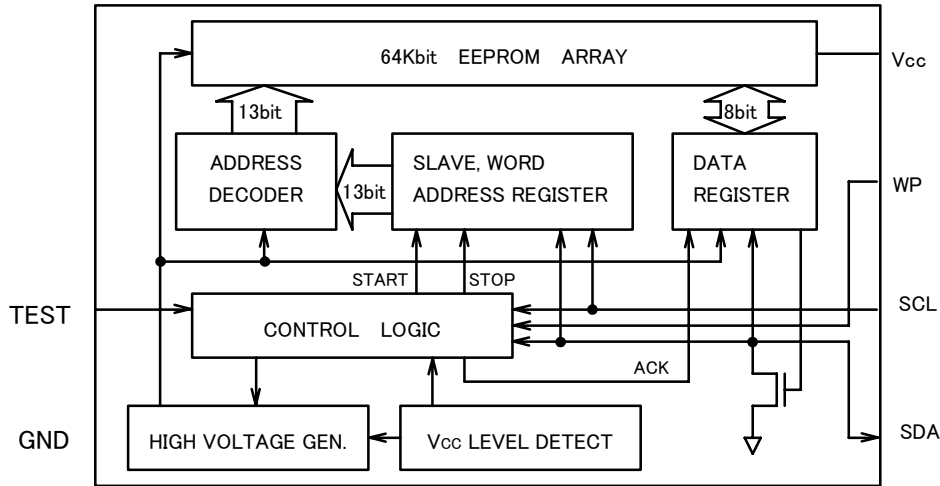 64Kbit EEPROM ARRAY
Vcc
13bit
8bit
ADDRESS
DECODER
13bit
SLAVE, WORD
ADDRESS REGISTER
DATA
REGISTER
WP
START
STOP
TEST
CONTROL LOGIC
SCL
ACK
GND
HIGH VOLTAGE GEN.
Vcc LEVEL DETECT
SDA